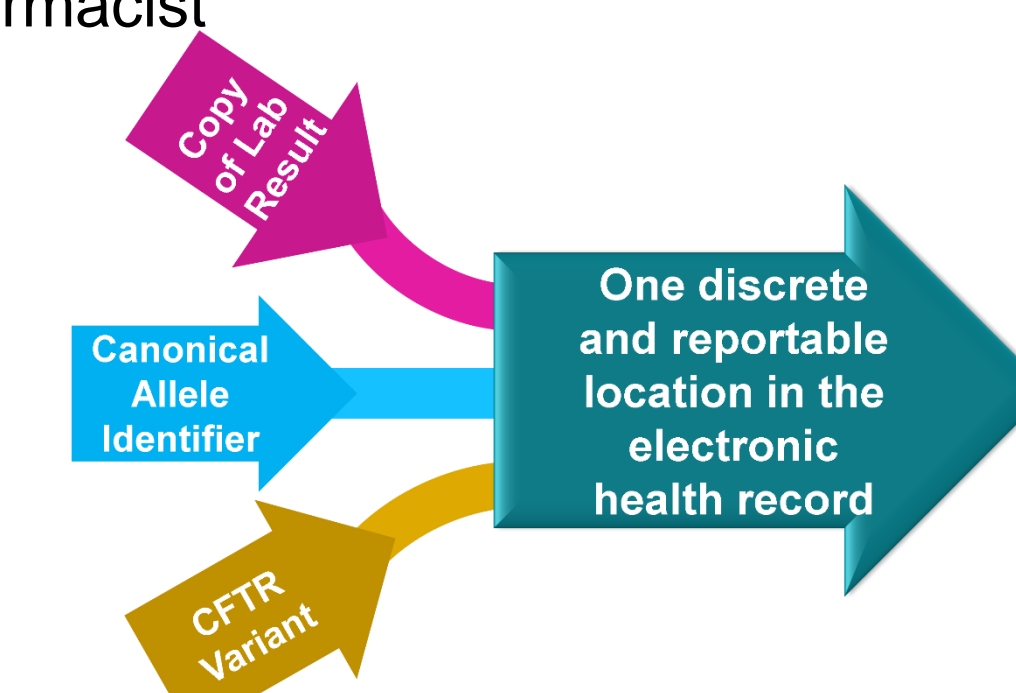 rmacist
Copy
of Lab
Result
Canonical
Allele
Identifier
CFTR
Variant
One discrete
and reportable
location in the
electronic
health record